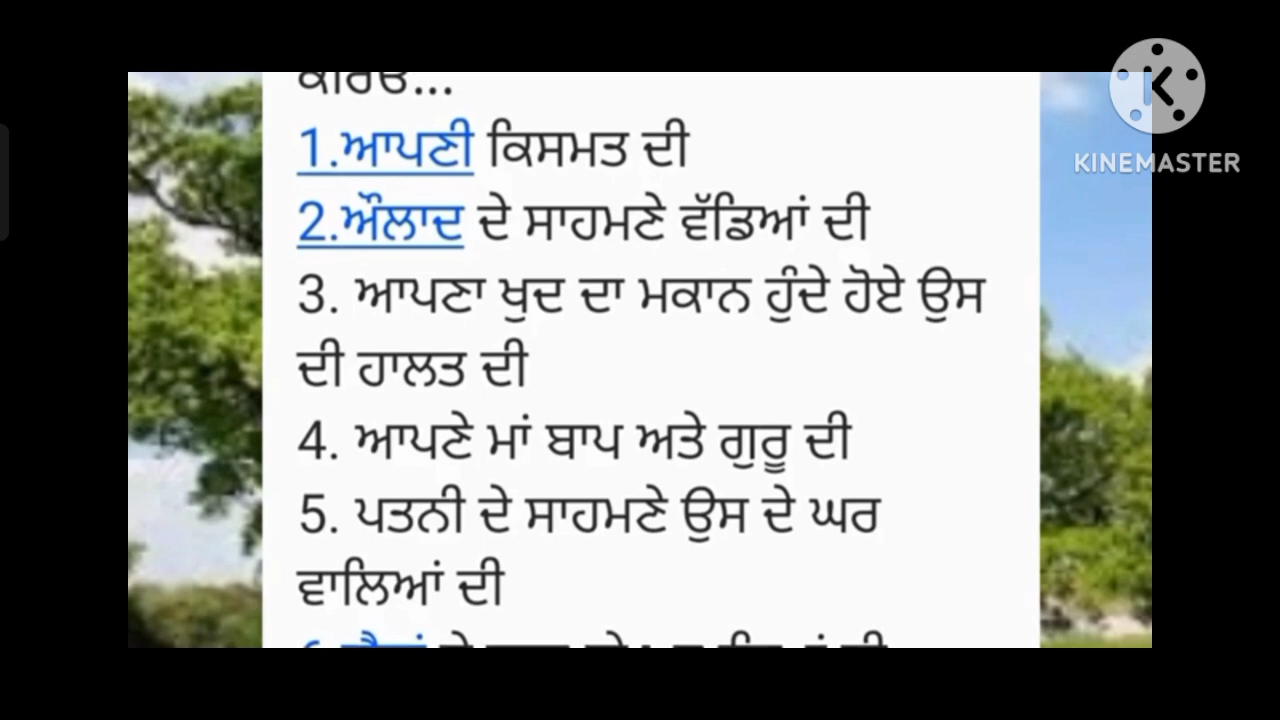 ਕਰਿਓ...
1.ਆਪਣੀ ਕਿਸਮਤ ਦੀ
2.ਔਲਾਦ ਦੇ ਸਾਹਮਣੇ ਵੱਡਿਆਂ ਦੀ
3. ਆਪਣਾ ਖੁਦ ਦਾ ਮਕਾਨ ਹੁੰਦੇ ਹੋਏ ਉਸ
ਦੀ ਹਾਲਤ ਦੀ
4. ਆਪਣੇ ਮਾਂ ਬਾਪ ਅਤੇ ਗੁਰੂ ਦੀ
5. ਪਤਨੀ ਦੇ ਸਾਹਮਣੇ ਉਸ ਦੇ ਘਰ
ਵਾਲਿਆਂ ਦੀ
KINEMASTER